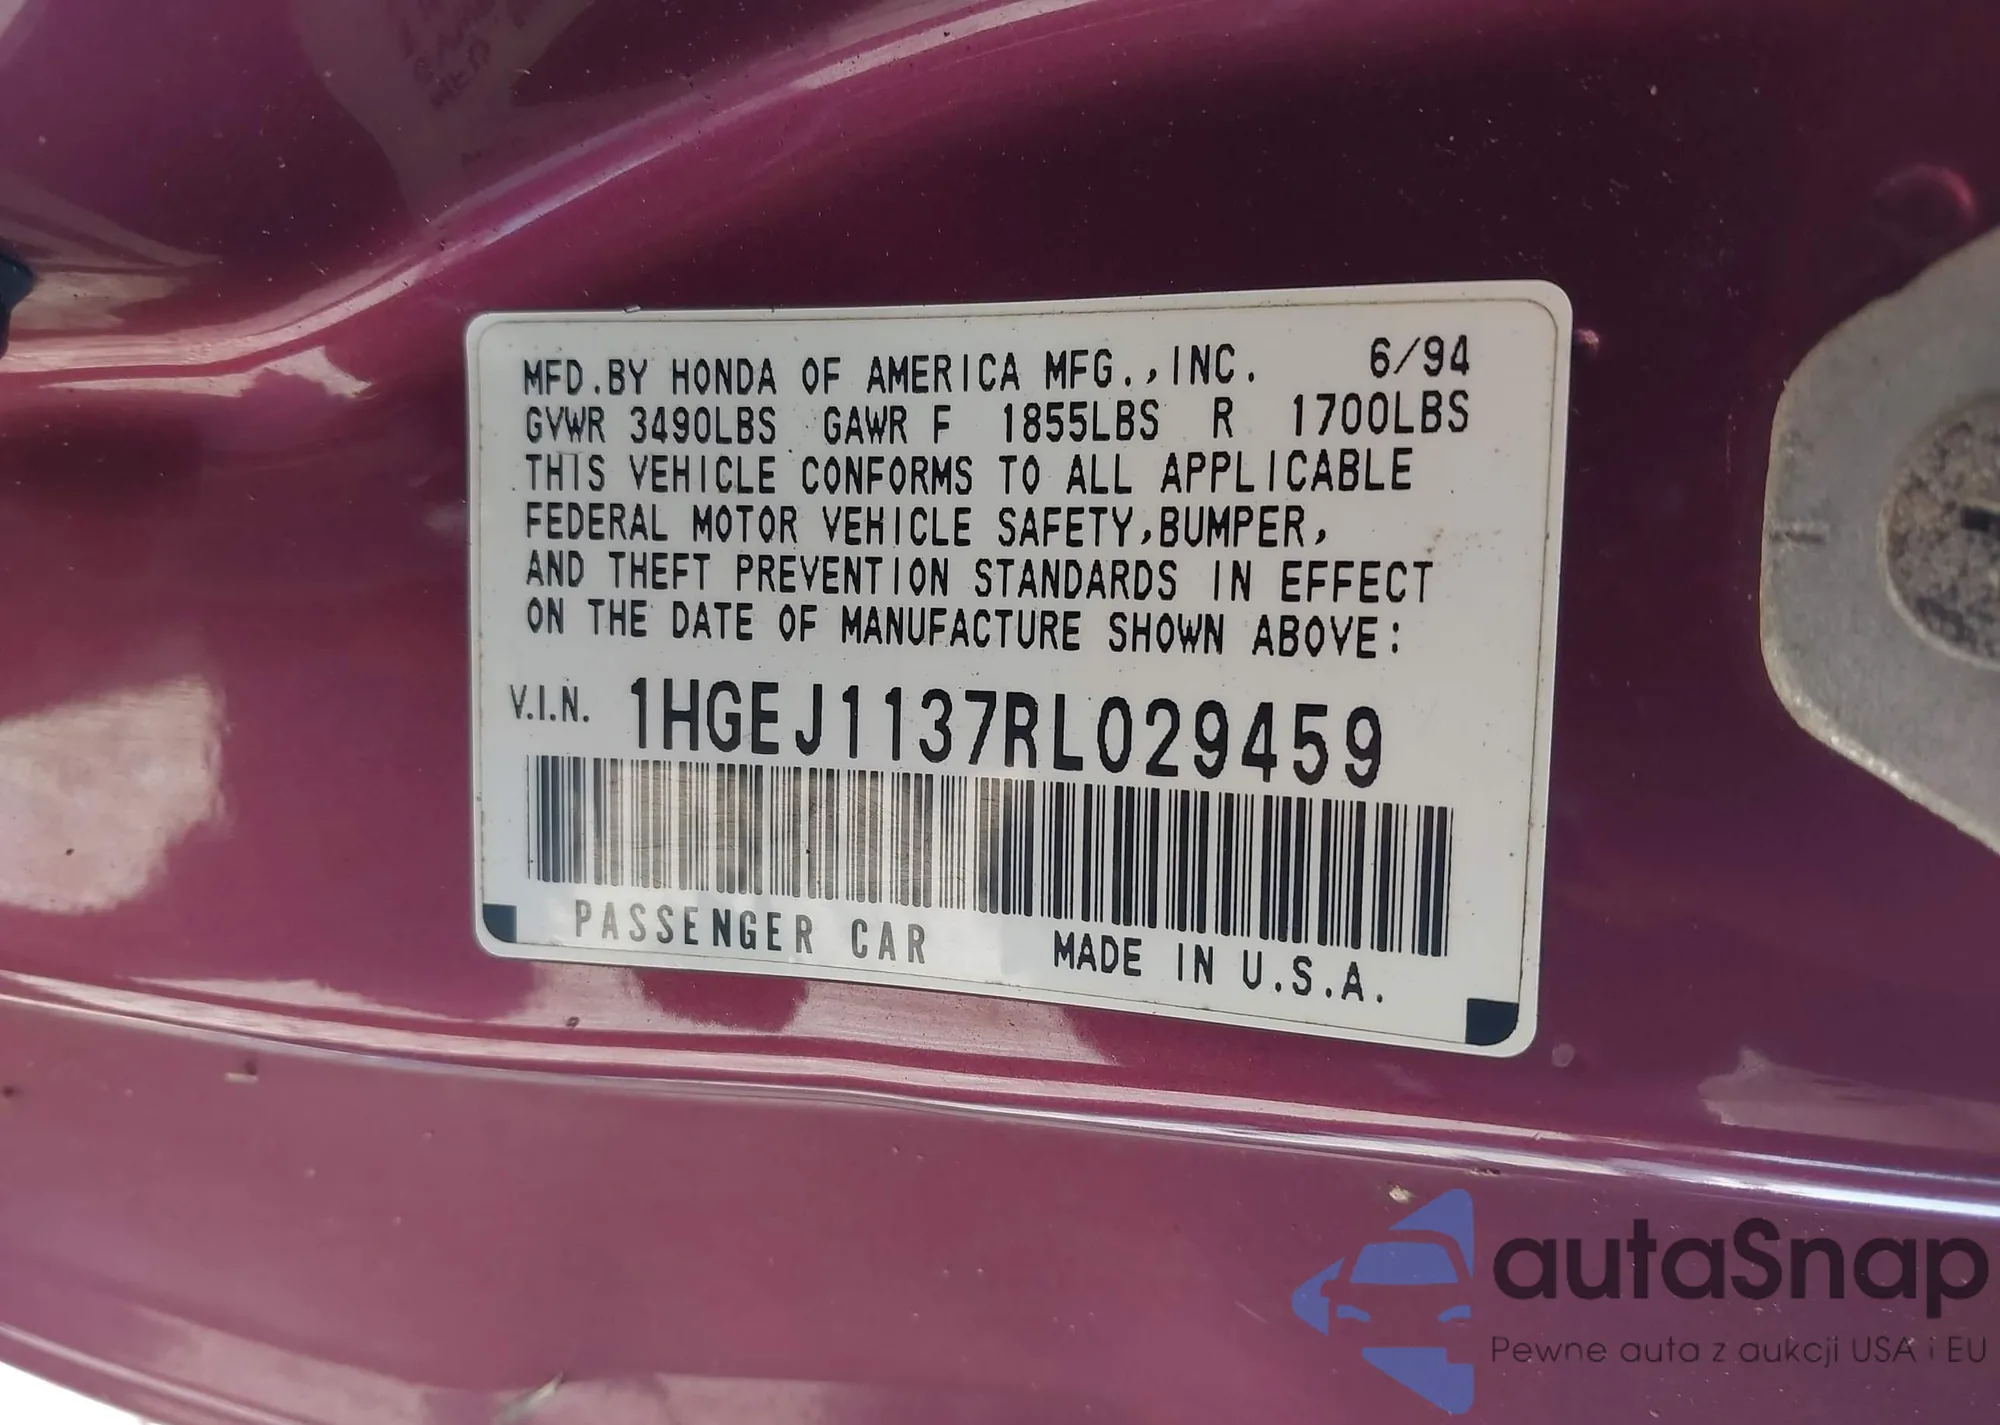 MFD.BY HONDA OF AMERICA MFG.,INC. 6/94
GVWR 3490LBS GAWR F 1855LBS R 1700LBS
THIS VEHICLE CONFORMS TO ALL APPLICABLE
FEDERAL MOTOR VEHICLE SAFETY,BUMPER,
AND THEFT PREVENTION STANDARDS IN EFFECT
ON THE DATE OF MANUFACTURE SHOWN ABOVE:
V.I.N. 1HGEJ1137RL029459
PASSENGER CAR MADE IN U.S.A.
autaSnap
Pewne auta z aukcji USA i EU